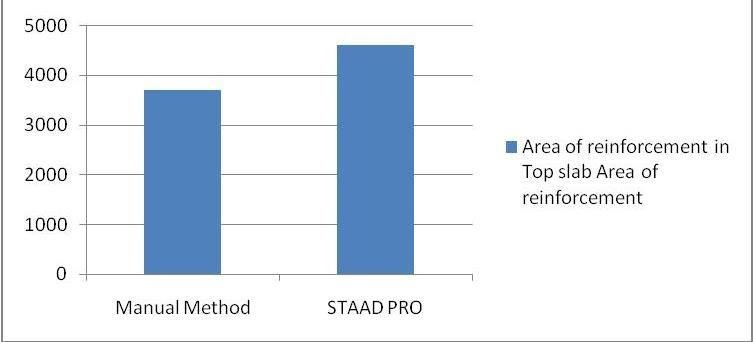 5000
4000
3000
2000
1000
0
Manual Method
STAAD PRO
Area of reinforcement in
Top slab Area of
reinforcement